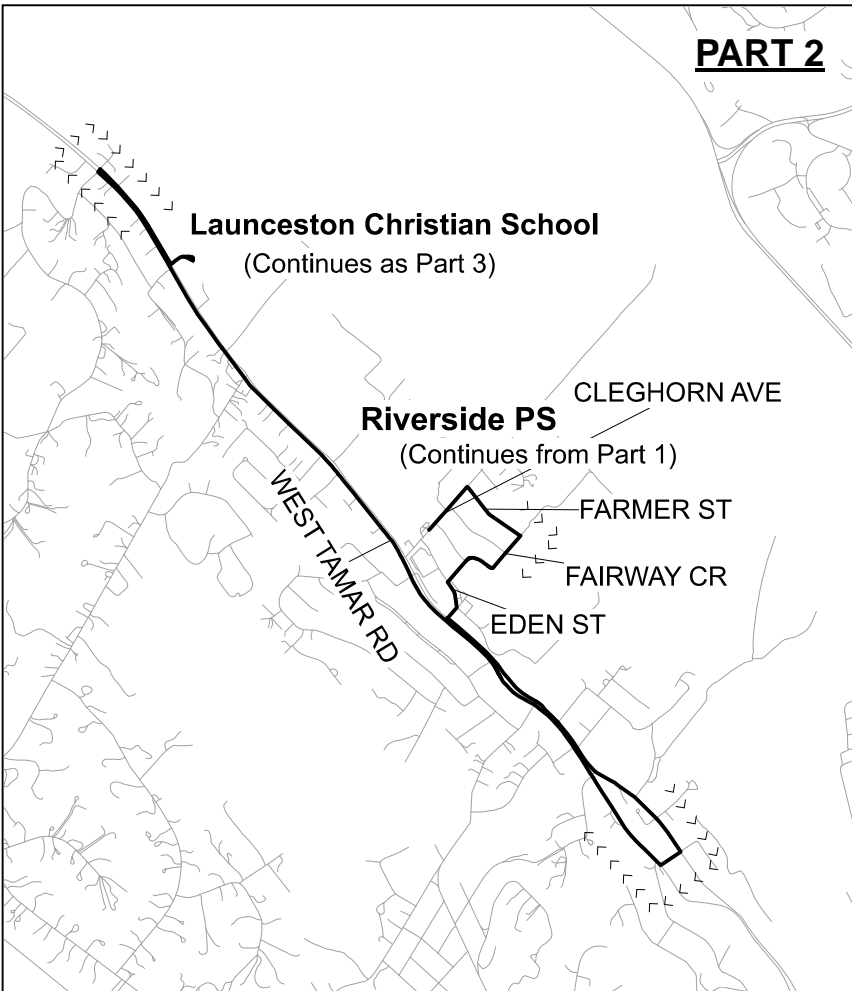 PART 2
Launceston Christian School
(Continues as Part 3)
CLEGHORN AVE
Riverside PS
(Continues from Part 1)
WEST TAMAR RD
FARMER ST
FAIRWAY CR
EDEN ST